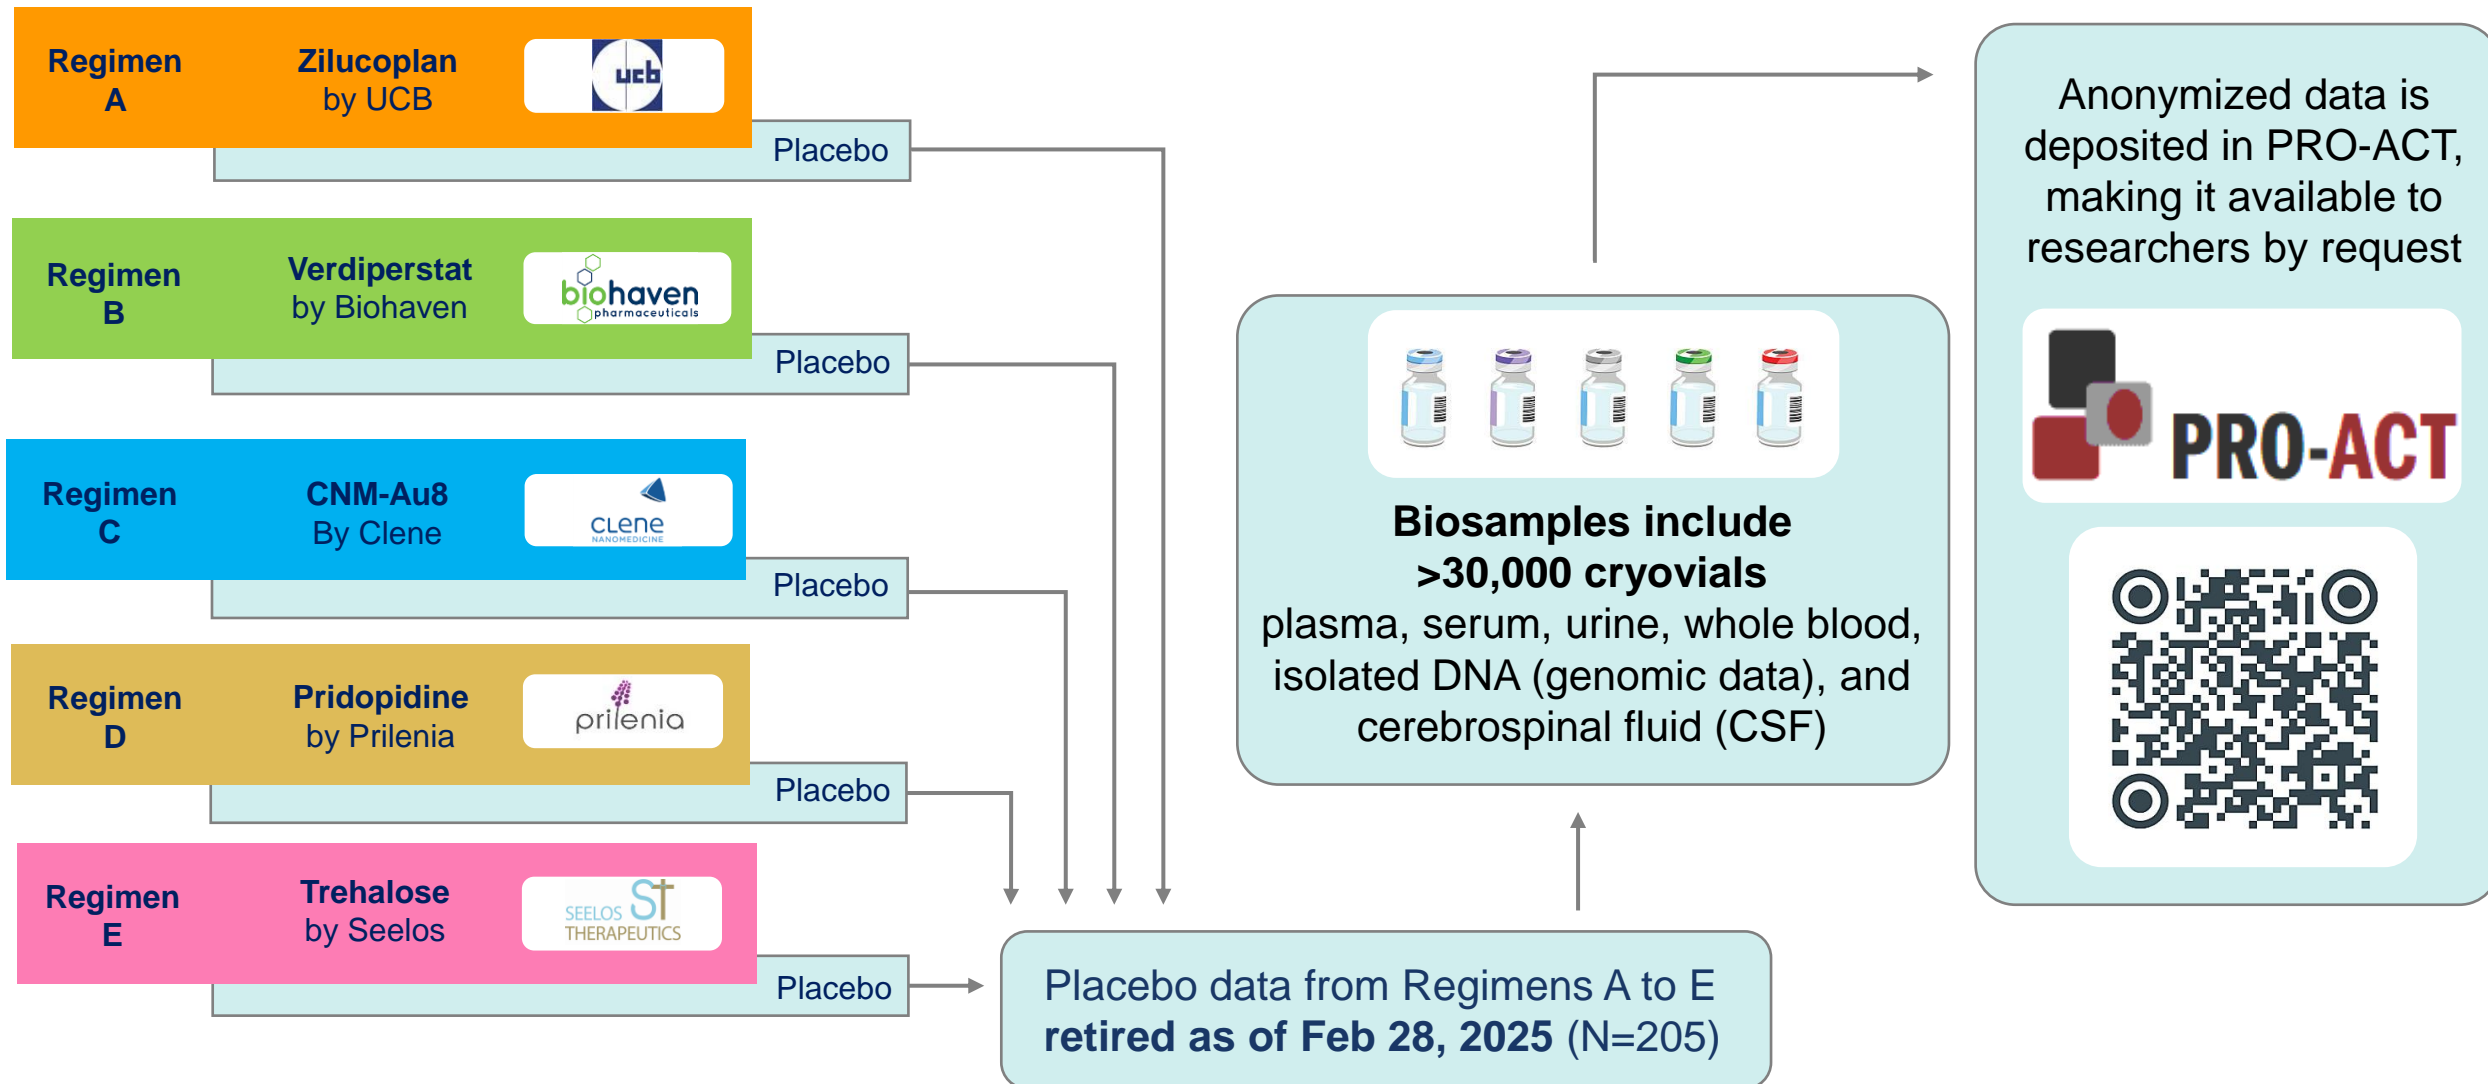 Regimen
A
Zilucoplan
by UCB
ucb
Placebo
Regimen
B
Verdiperstat
by Biohaven
biohaven
pharmaceuticals
Placebo
Regimen
C
CNM-Au8
By Clene
CLENE
NANOMEDICINE
Placebo
Regimen
D
Pridopidine
by Prilenia
prilenia
Placebo
Regimen
E
Trehalose
by Seelos
SEELOS ST
THERAPEUTICS
Placebo
Placebo data from Regimens A to E
retired as of Feb 28, 2025 (N=205)
Biosamples include
>30,000 cryovials
plasma, serum, urine, whole blood,
isolated DNA (genomic data), and
cerebrospinal fluid (CSF)
Anonymized data is
deposited in PRO-ACT,
making it available to
researchers by request
PRO-ACT